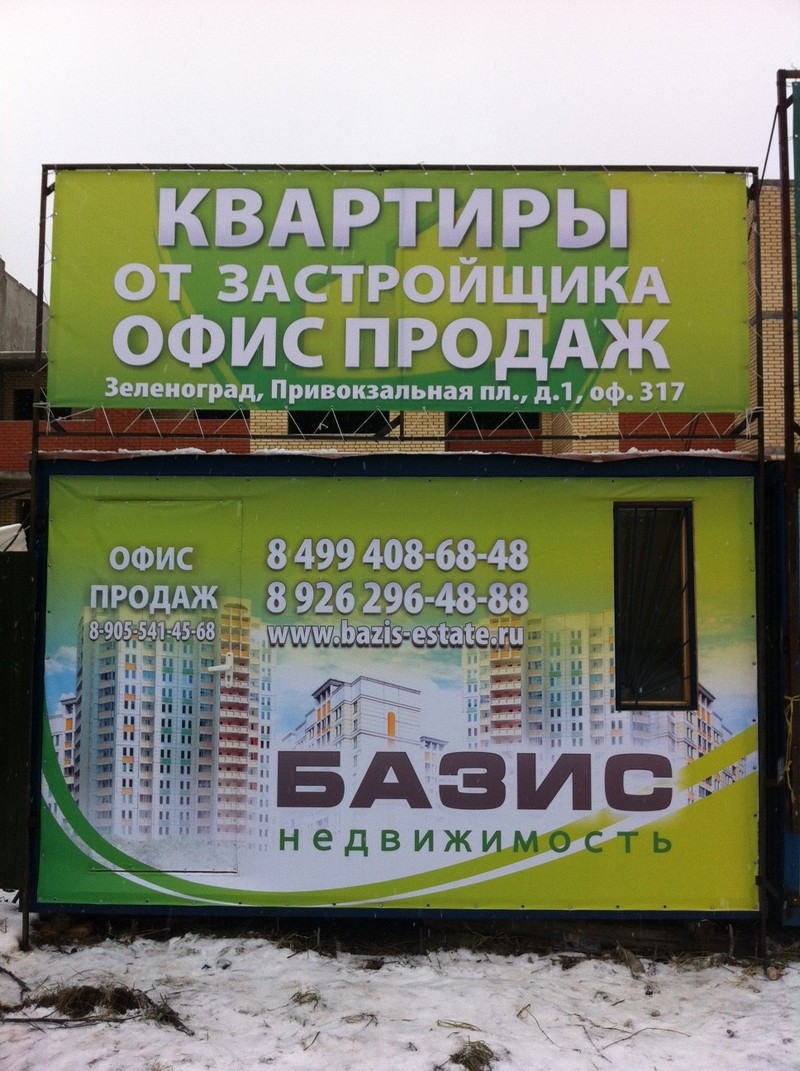 КВАРТИРЫ
ОТ ЗАСТРОЙЩИКА
ОФИС ПРОДАЖ
Зеленоград, Привокзальная пл., д.1, оф. 317
ОФИС
ПРОДАЖ
8-905-541-45-68
8 499 408-68-48
8 926 296-48-88
www.bazis-estate.ru
БАЗИС
недвижимость